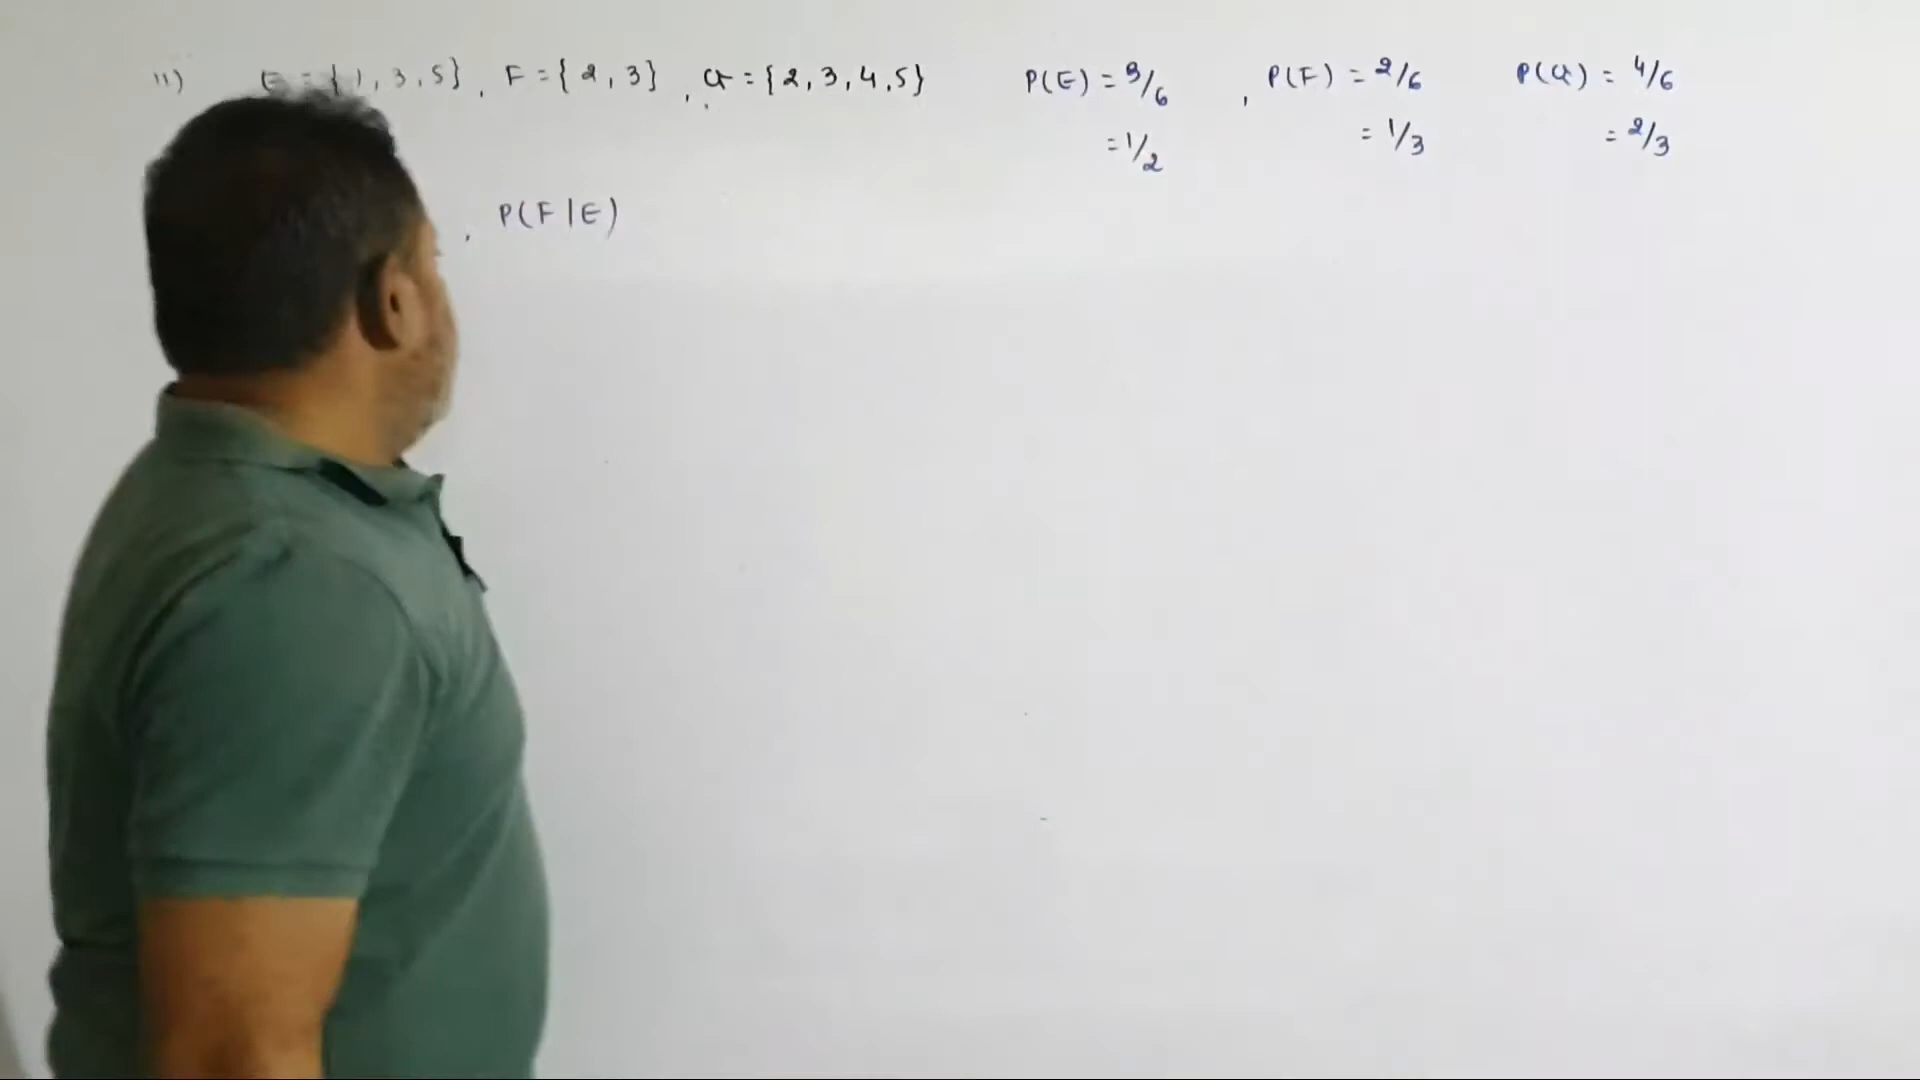 11) E = {1, 3, 5}, F = {2, 3}, G = {2, 3, 4, 5} P(E) = 3/6, P(F) = 2/6 P(G) = 4/6
= 1/2 = 1/3 = 2/3
, P(F|E)